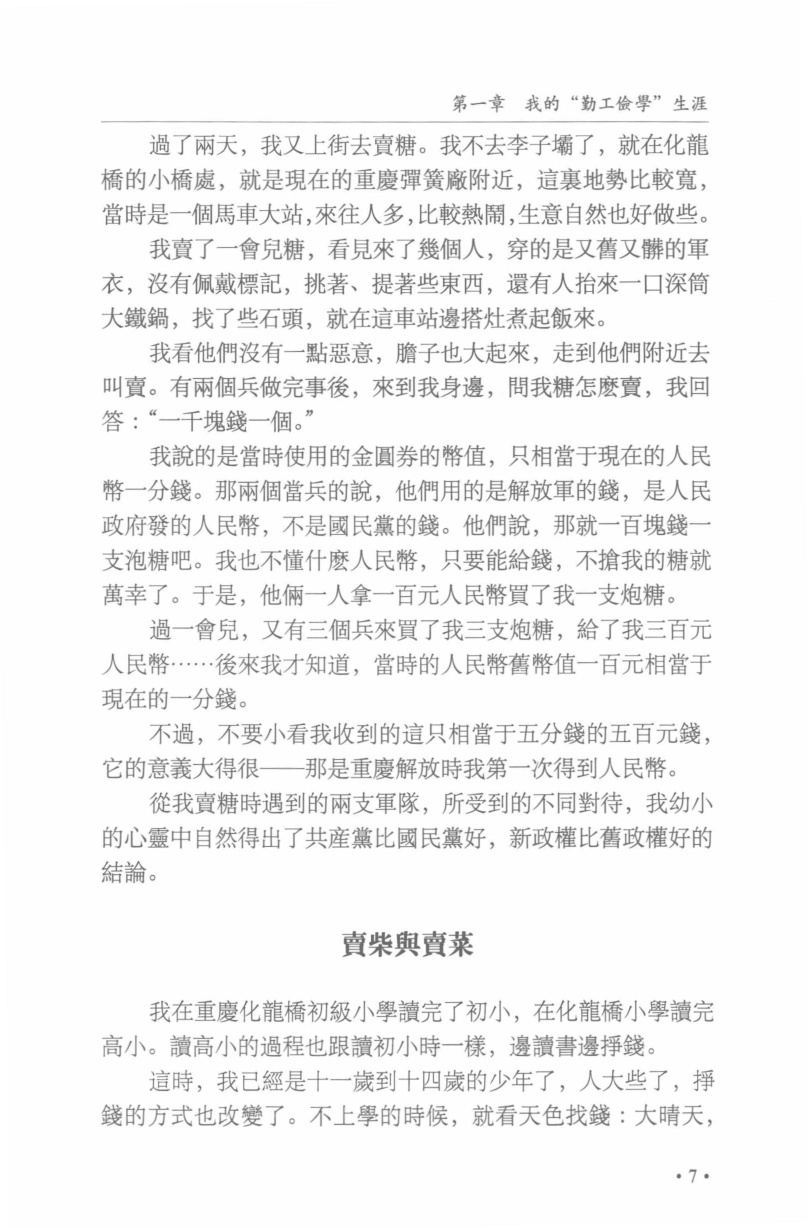 第一章　我的“勤工儉學”生涯
過了兩天，我又上街去賣糖。我不去李子壩了，就在化龍
橋的小橋處，就是現在的重慶彈簧廠附近，這裏地勢比較寬，
當時是一個馬車大站，來往人多，比較熱鬧，生意自然也好做些。
我賣了一會兒糖，看見來了幾個人，穿的是又舊又髒的軍
衣，沒有佩戴標記，挑著、提著些東西，還有人抬來一口深筒
大鐵鍋，找了些石頭，就在這車站邊搭灶煮起飯來。
我看他們沒有一點惡意，膽子也大起來，走到他們附近去
叫賣。有兩個兵做完事後，來到我身邊，問我糖怎麽賣，我回
答：“一千塊錢一個。”
我說的是當時使用的金圓券的幣值，只相當于現在的人民
幣一分錢。那兩個當兵的說，他們用的是解放軍的錢，是人民
政府發的人民幣，不是國民黨的錢。他們說，那就一百塊錢一
支泡糖吧。我也不懂什麽人民幣，只要能給錢，不搶我的糖就
萬幸了。于是，他倆一人拿一百元人民幣買了我一支炮糖。
過一會兒，又有三個兵來買了我三支炮糖，給了我三百元
人民幣……後來我才知道，當時的人民幣舊幣值一百元相當于
現在的一分錢。
不過，不要小看我收到的這只相當于五分錢的五百元錢，
它的意義大得很——那是重慶解放時我第一次得到人民幣。
從我賣糖時遇到的兩支軍隊，所受到的不同對待，我幼小
的心靈中自然得出了共産黨比國民黨好，新政權比舊政權好的
結論。
賣柴與賣菜
我在重慶化龍橋初級小學讀完了初小，在化龍橋小學讀完
高小。讀高小的過程也跟讀初小時一樣，邊讀書邊掙錢。
這時，我已經是十一歲到十四歲的少年了，人大些了，掙
錢的方式也改變了。不上學的時候，就看天色找錢：大晴天，
·7·